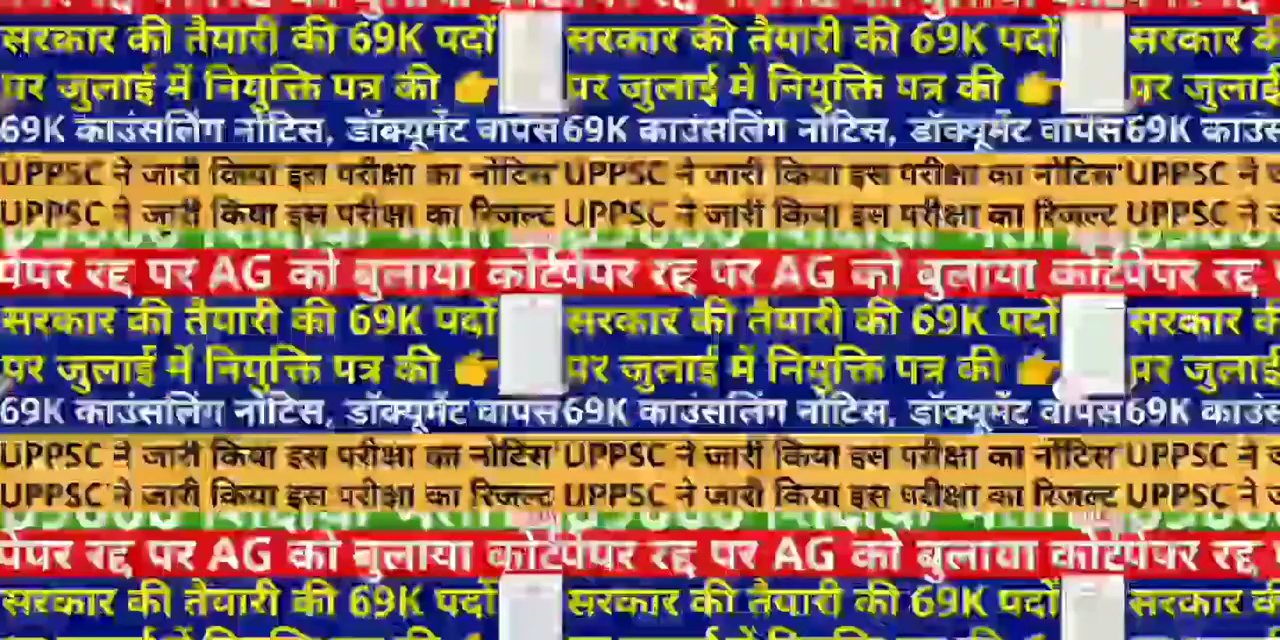 सरकार की तैयारी की 69K पदों सरकार की तैयारी की 69K पदों सरकार
पर जुलाई में नियुक्ति पत्र की 👉 पर जुलाई में नियुक्ति पत्र की 👉 पर जुलाई
69K काउंसलिंग नोटिस, डॉक्यूमेंट वापस 69K काउंसलिंग नोटिस, डॉक्यूमेंट वापस 69K
UPPSC ने जारी किया इस परीक्षा का नोटिस UPPSC ने जारी किया इस परीक्षा का नोटिस UPPSC ने
UPPSC ने जारी किया इस परीक्षा का रिजल्ट UPPSC ने जारी किया इस परीक्षा का रिजल्ट UPPSC ने
पेपर रद्द पर AG को बुलाया कोर्ट पेपर रद्द पर AG को बुलाया कोर्ट पेपर रद्द
सरकार की तैयारी की 69K पदों सरकार की तैयारी की 69K पदों सरकार
पर जुलाई में नियुक्ति पत्र की 👉 पर जुलाई में नियुक्ति पत्र की 👉 पर जुलाई
69K काउंसलिंग नोटिस, डॉक्यूमेंट वापस 69K काउंसलिंग नोटिस, डॉक्यूमेंट वापस 69K
UPPSC ने जारी किया इस परीक्षा का नोटिस UPPSC ने जारी किया इस परीक्षा का नोटिस UPPSC ने
UPPSC ने जारी किया इस परीक्षा का रिजल्ट UPPSC ने जारी किया इस परीक्षा का रिजल्ट UPPSC ने
पेपर रद्द पर AG को बुलाया कोर्ट पेपर रद्द पर AG को बुलाया कोर्ट पेपर रद्द
सरकार की तैयारी की 69K पदों सरकार की तैयारी की 69K पदों सरकार